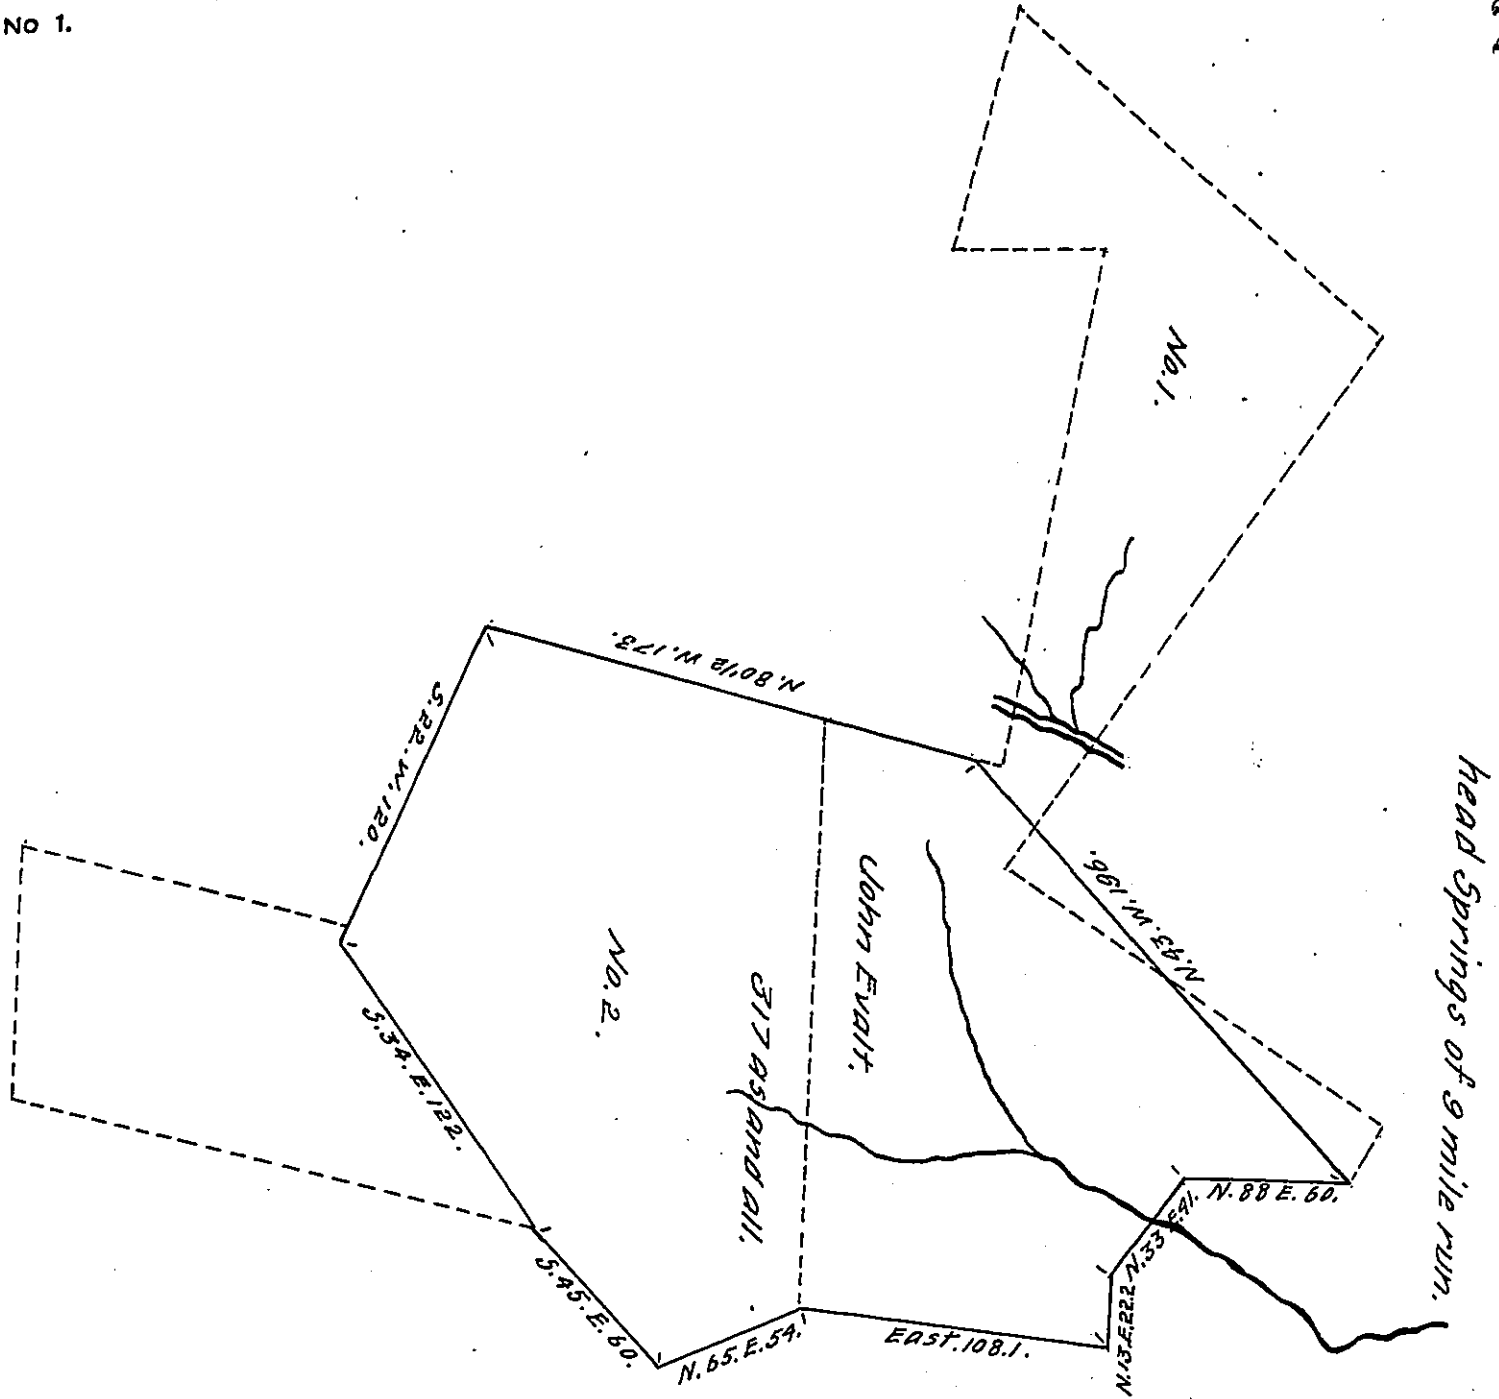 No 1.
No.1.
head Springs of 9 mile run.
N.80½ W.173.
S.22.W.120.
John Evalt.
317 as and all.
No.2.
N.43.W.196.
S.34.E.122.
S.45.E.60.
N.65.E.54.
East.108.1.
N.13.E.22.2
N.33 E.41.
N.88 E.60.